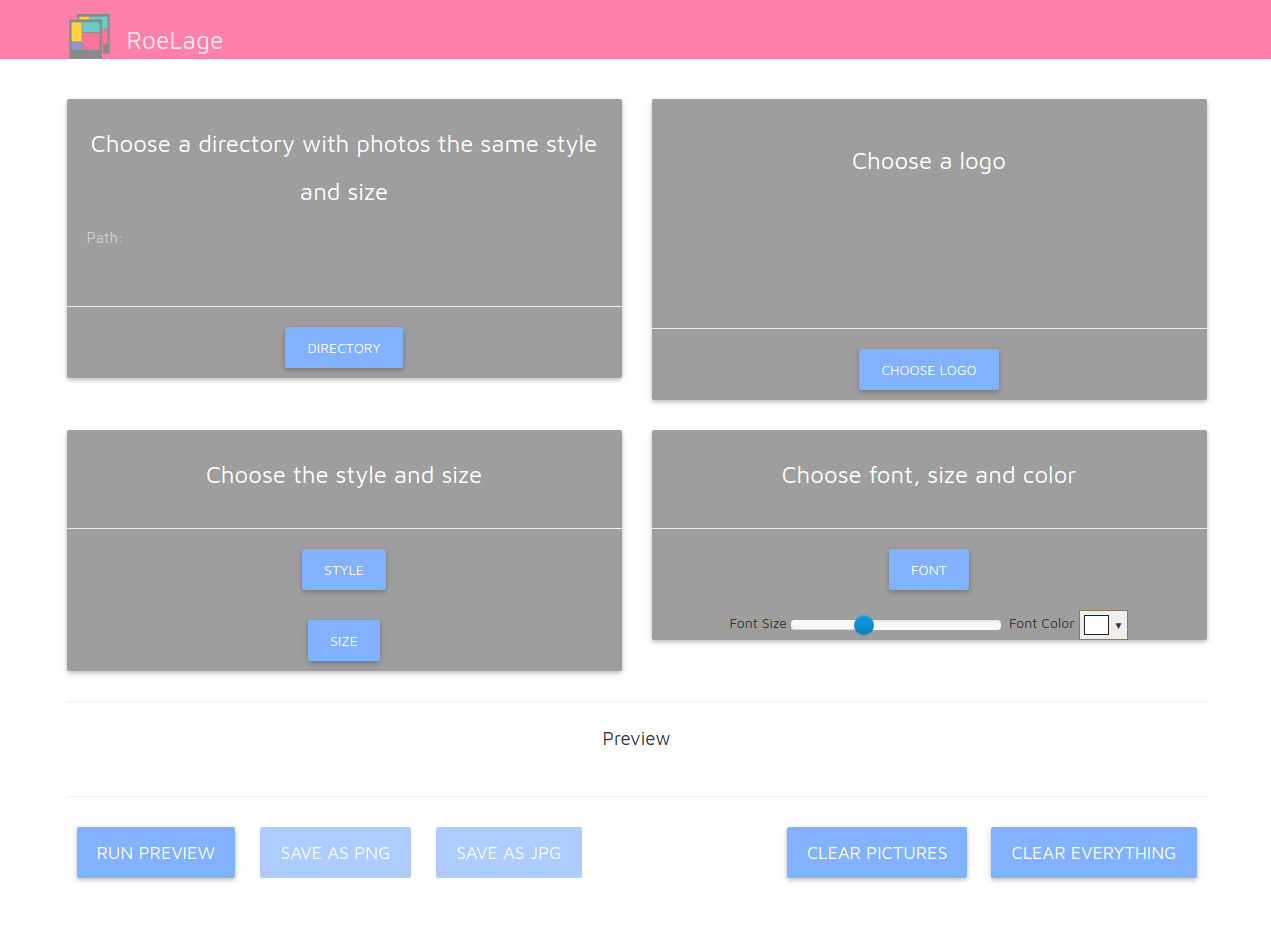 RoeLage
Choose a directory with photos the same style
and size
Path:
DIRECTORY
Choose a logo
CHOOSE LOGO
Choose the style and size
STYLE
SIZE
Choose font, size and color
FONT
Font Size Font Color
Preview
RUN PREVIEW SAVE AS PNG SAVE AS JPG CLEAR PICTURES CLEAR EVERYTHING